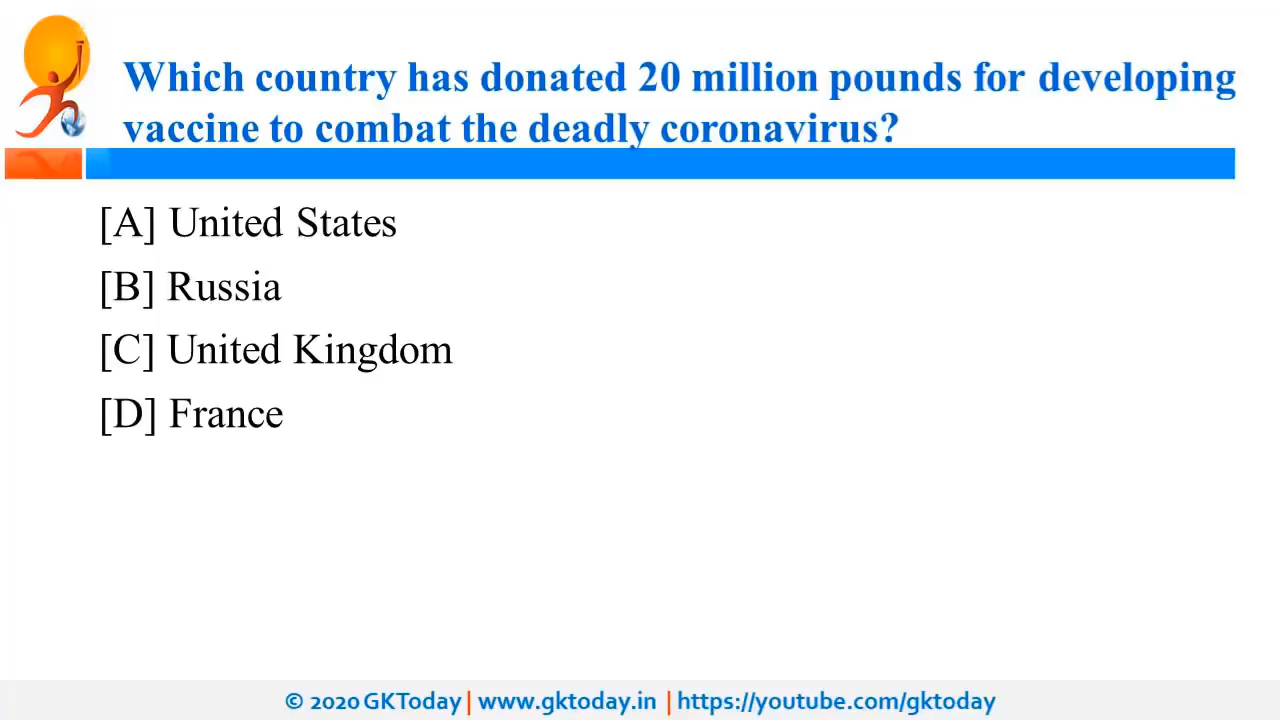 Which country has donated 20 million pounds for developing
vaccine to combat the deadly coronavirus?
[A] United States
[B] Russia
[C] United Kingdom
[D] France
© 2020 GKToday | www.gktoday.in | https://youtube.com/gktoday